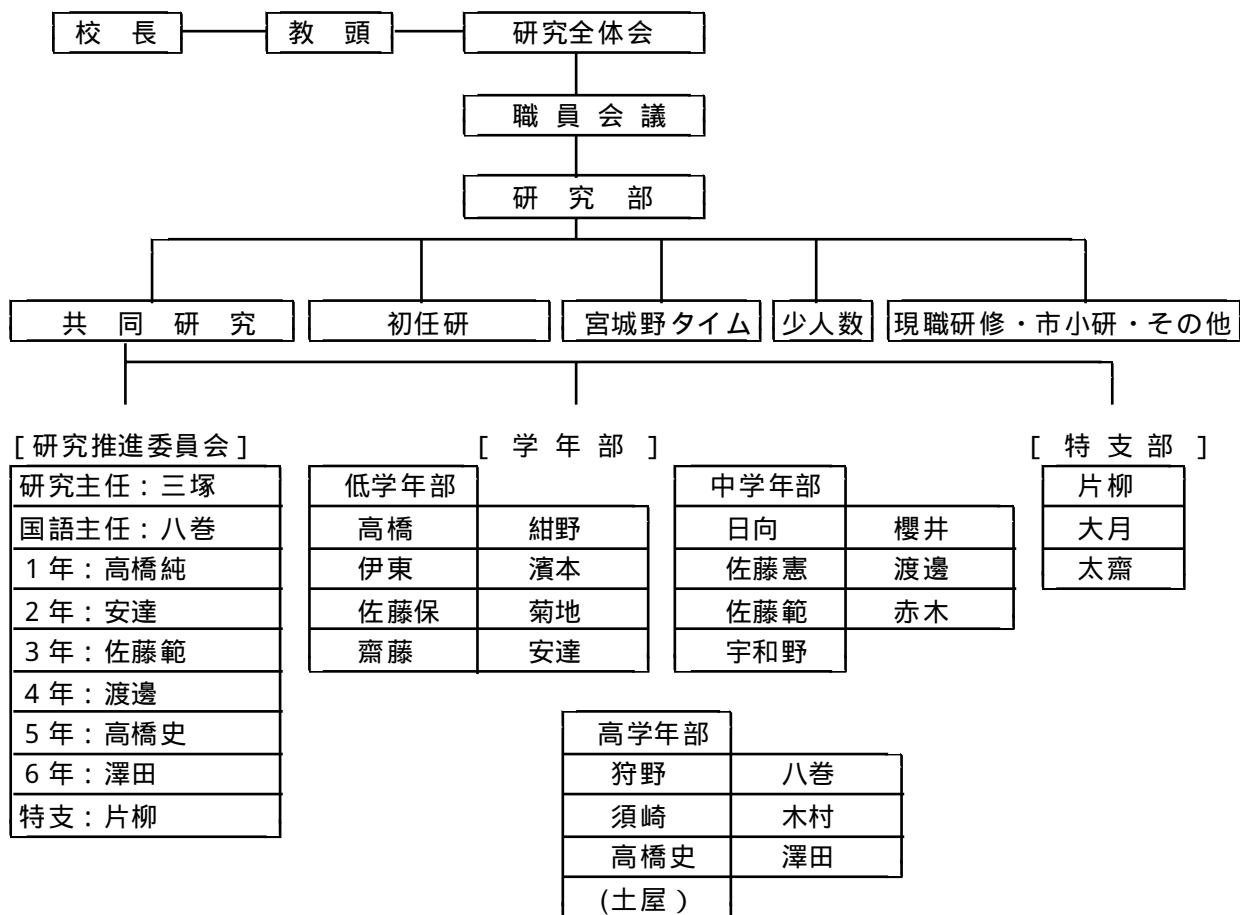 校 長 教 頭 研究全体会
職 員 会 議
研 究 部
共 同 研 究 初任研 宮城野タイム 少人数 現職研修・市小研・その他
[ 研究推進委員会 ] [ 学 年 部 ] [ 特 支 部 ]
研究主任：三塚 低学年部 中学年部 片柳
国語主任：八巻 高橋 紺野 日向 櫻井 大月
1 年：高橋純 伊東 濱本 佐藤憲 渡邊 太齋
2 年：安達 佐藤保 菊地 佐藤範 赤木
3 年：佐藤範 齋藤 安達 宇和野
4 年：渡邊
5 年：高橋史 高学年部
6 年：澤田 狩野 八巻
特支：片柳 須崎 木村
高橋史 澤田
(土屋 ）